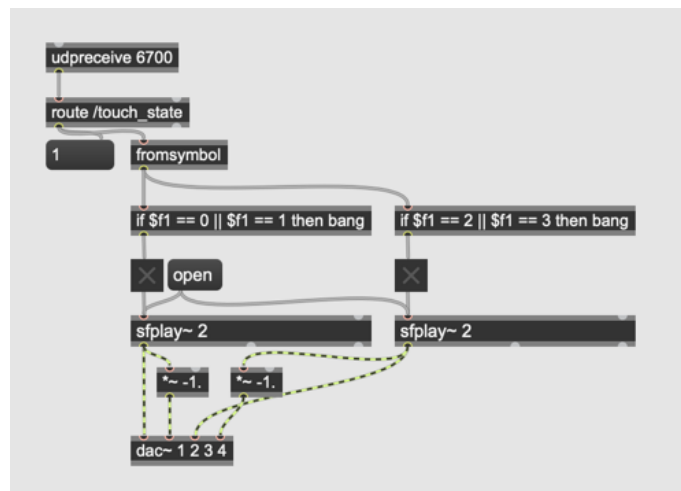 udpreceive 6700
route /touch_state
1
fromsymbol
if $f1 == 0 || $f1 == 1 then bang
if $f1 == 2 || $f1 == 3 then bang
open
sfplay~ 2
sfplay~ 2
*~ -1.
*~ -1.
dac~ 1 2 3 4